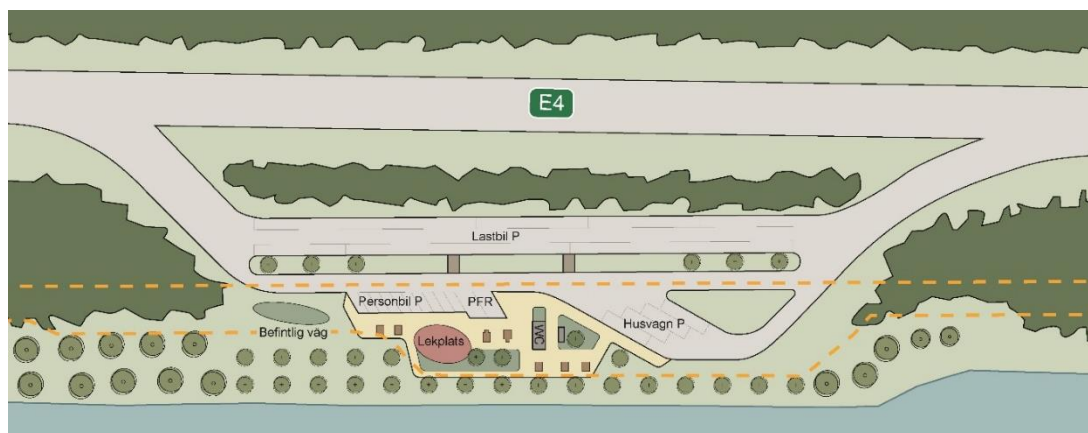 E4
Lastbil P
Personbil P
PFR
Befintlig väg
Husvagn P
Lekplats
WC